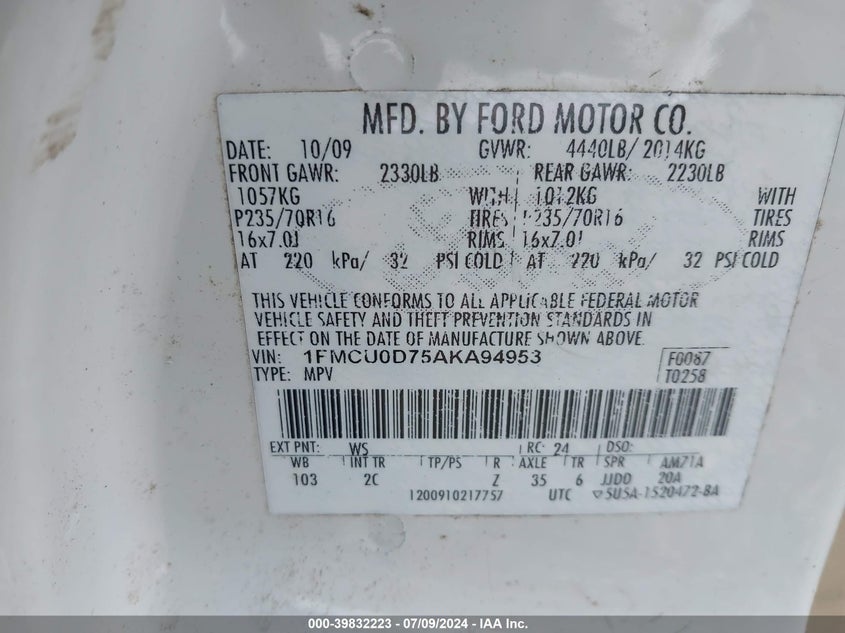 MFD. BY FORD MOTOR CO.
DATE: 10/09 GVWR: 4440LB/ 2014KG
FRONT GAWR: 2330LB REAR GAWR: 2230LB
1057KG WITH 1012KG WITH
P235/70R16 TIRES P235/70R16 TIRES
16x7.0J RIMS 16x7.0J RIMS
AT 220 kPa/ 32 PSI COLD AT 220 kPa/ 32 PSI COLD
THIS VEHICLE CONFORMS TO ALL APPLICABLE FEDERAL MOTOR
VEHICLE SAFETY AND THEFT PREVENTION STANDARDS IN
EFFECT ON THE DATE OF MANUFACTURE SHOWN ABOVE.
VIN: 1FMCU0D75AKA94953 F0087
TYPE: MPV T0258
EXT PNT: WS RC: 24 DSO:
WB INT TR TP/PS R AXLE TR SPR AM71A
103 2C Z 35 6 JJDO 20A
1200910217757 UTC ▽5U5A-1520472-BA
000-39832223 - 07/09/2024 - IAA Inc.